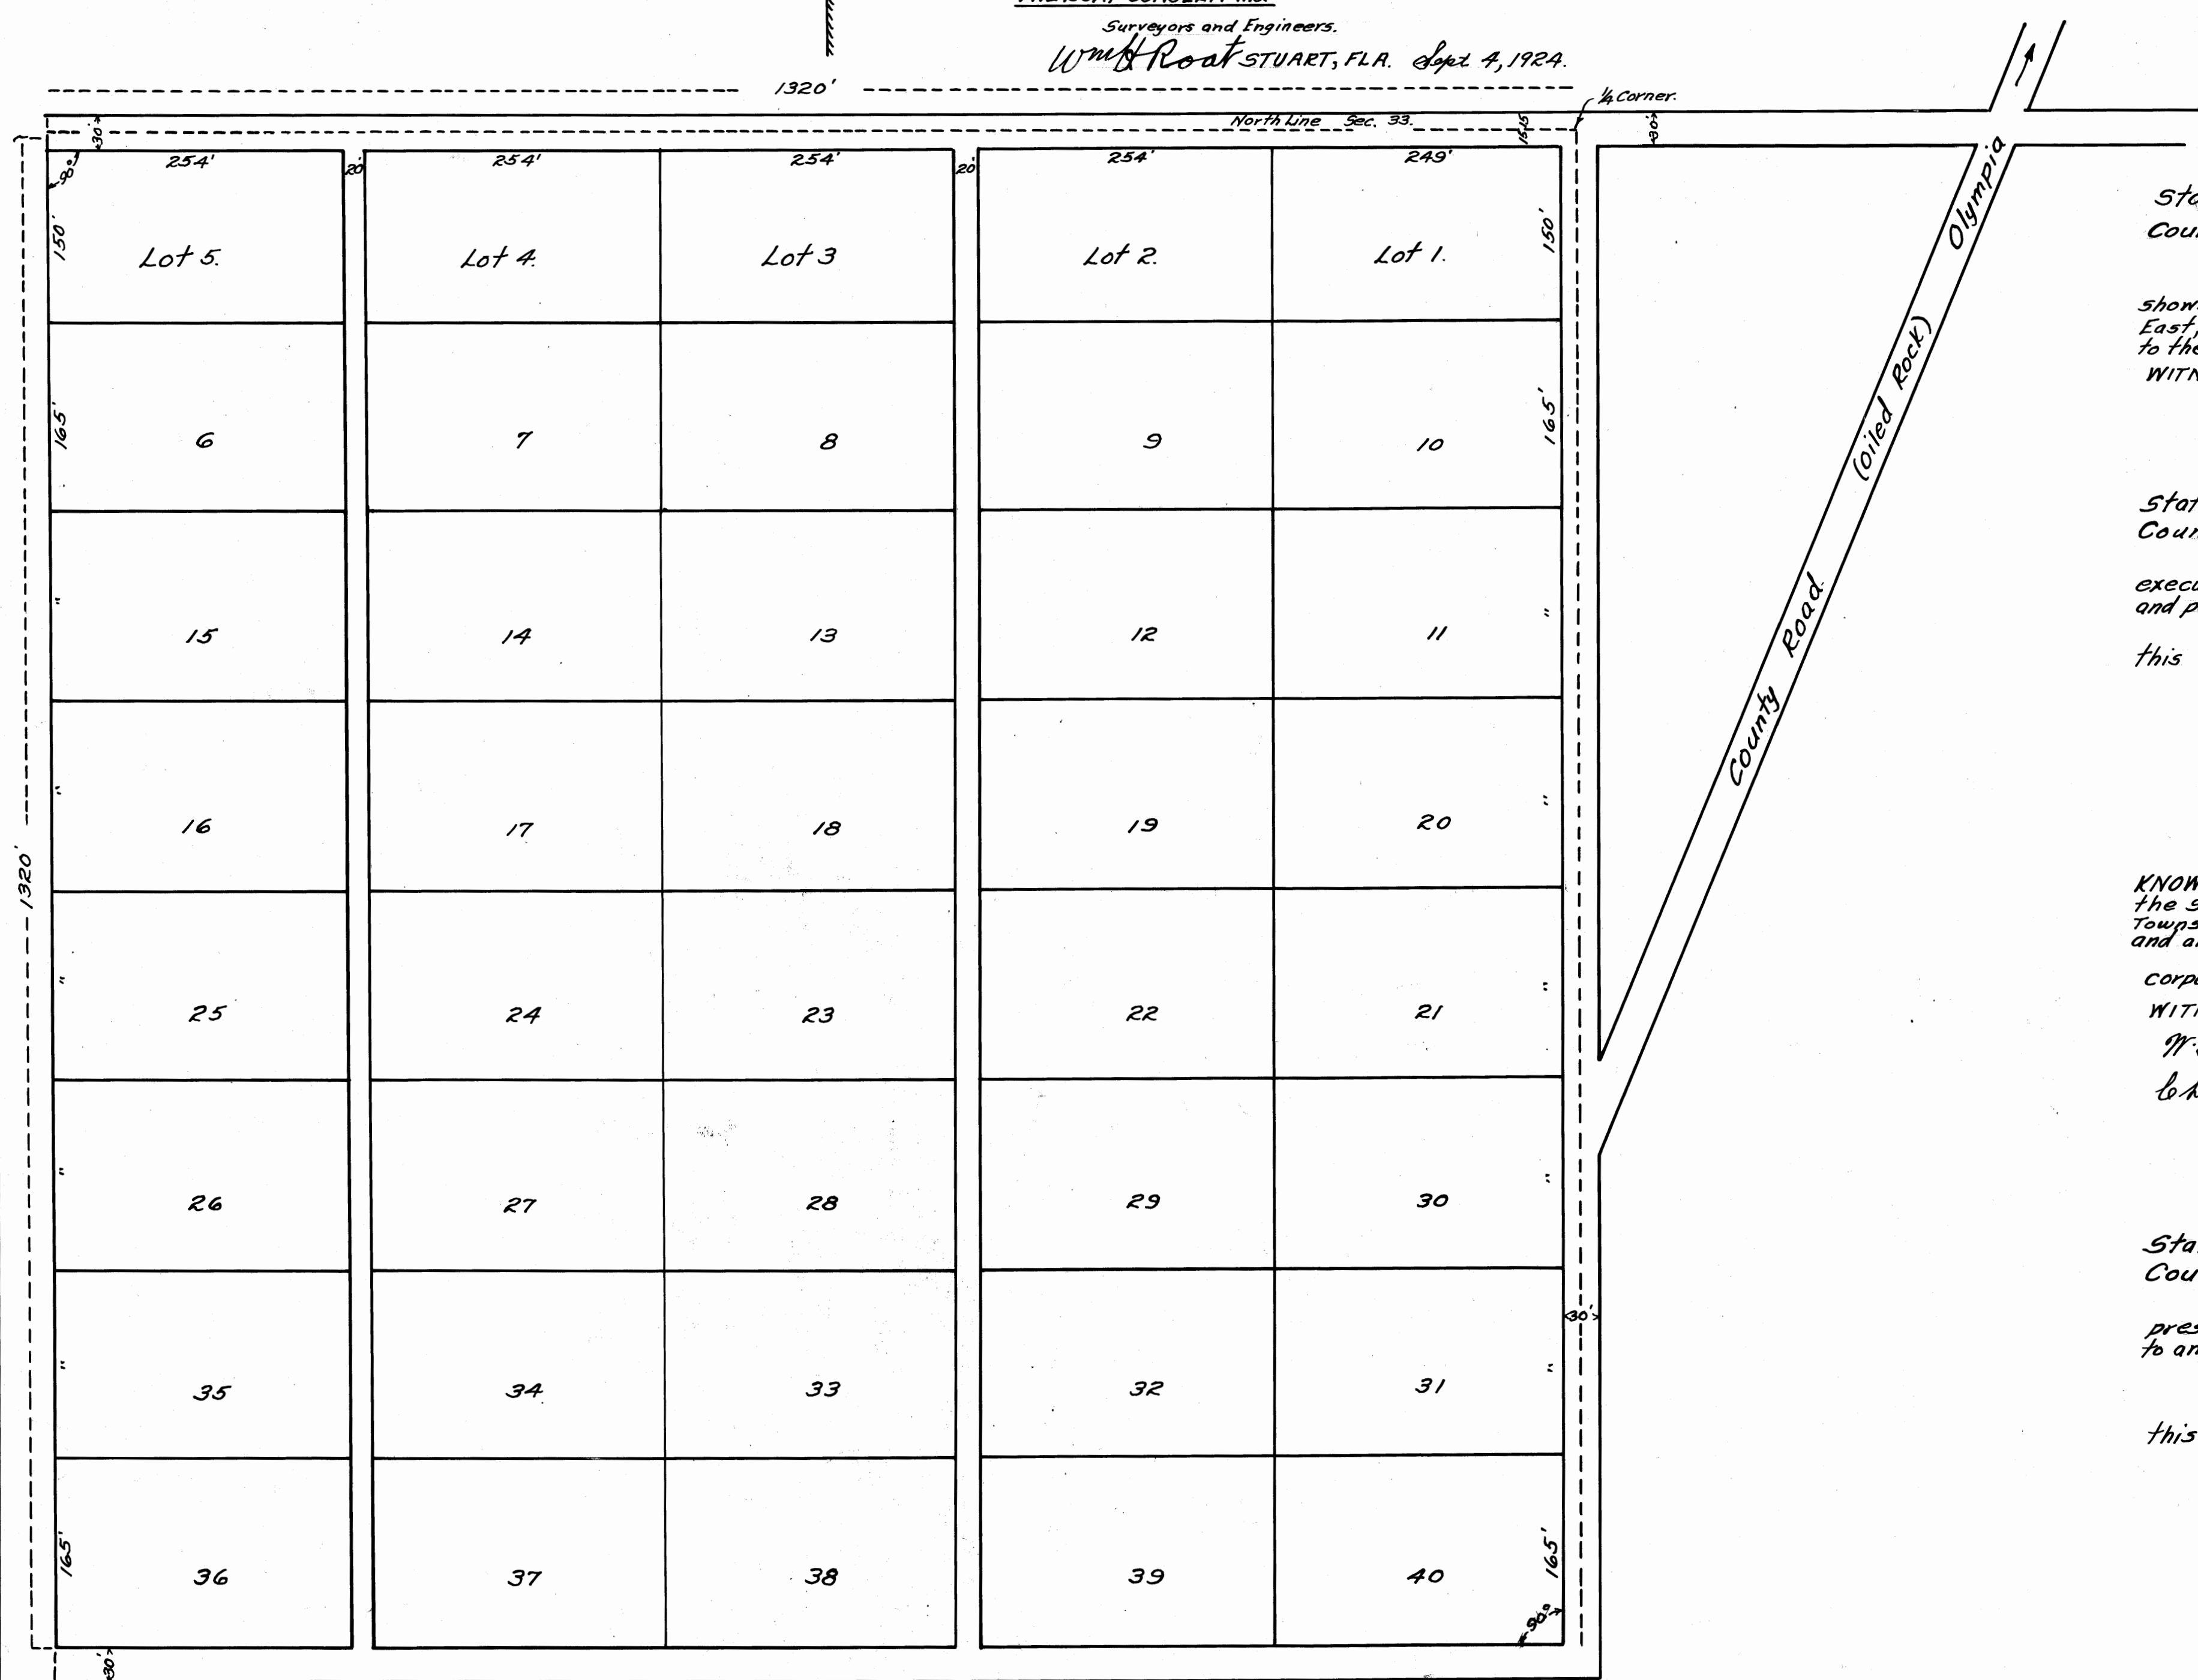 Surveyors and Engineers.
Wm H Roat STUART, FLA. Sept 4, 1924.
1320'
1/4 Corner.
North Line Sec. 33.
15 15
30'
30'
90°
254'
20'
254'
254'
20'
254'
249'
150'
Lot 5.
Lot 4.
Lot 3
Lot 2.
Lot 1.
150'
165'
6
7
8
9
10
165'
"
15
14
13
12
11
"
"
16
17
18
19
20
"
1320'
"
25
24
23
22
21
"
"
26
27
28
29
30
"
30'
"
35
34
33
32
31
"
165'
36
37
38
39
40
165'
90°
30'
Olympia
(Oiled Rock)
County Road.
Sta
Cou
show
East,
to the
WITN
Stat
Coun
execu
and p
this
KNOW
the s
Towns
and a
corpo
WITN
Sta
Cou
pres
to an
this